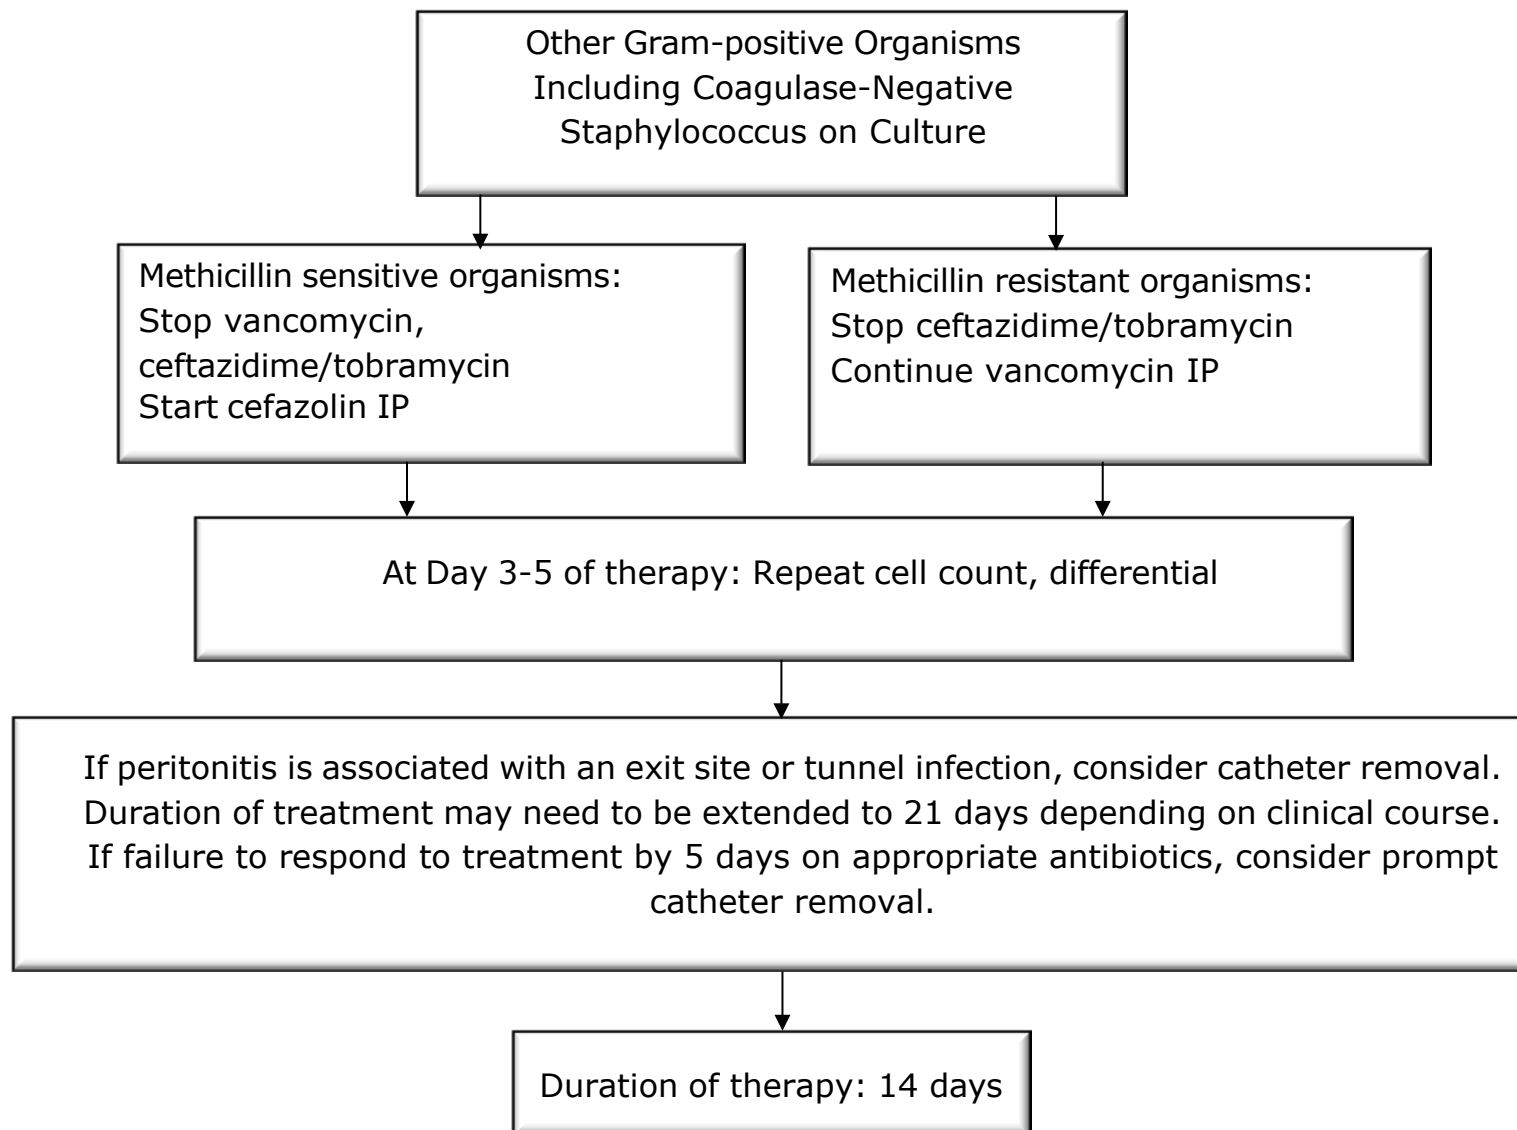 Other Gram-positive Organisms
Including Coagulase-Negative
Staphylococcus on Culture
Methicillin sensitive organisms:
Stop vancomycin,
ceftazidime/tobramycin
Start cefazolin IP
Methicillin resistant organisms:
Stop ceftazidime/tobramycin
Continue vancomycin IP
At Day 3-5 of therapy: Repeat cell count, differential
If peritonitis is associated with an exit site or tunnel infection, consider catheter removal.
Duration of treatment may need to be extended to 21 days depending on clinical course.
If failure to respond to treatment by 5 days on appropriate antibiotics, consider prompt
catheter removal.
Duration of therapy: 14 days